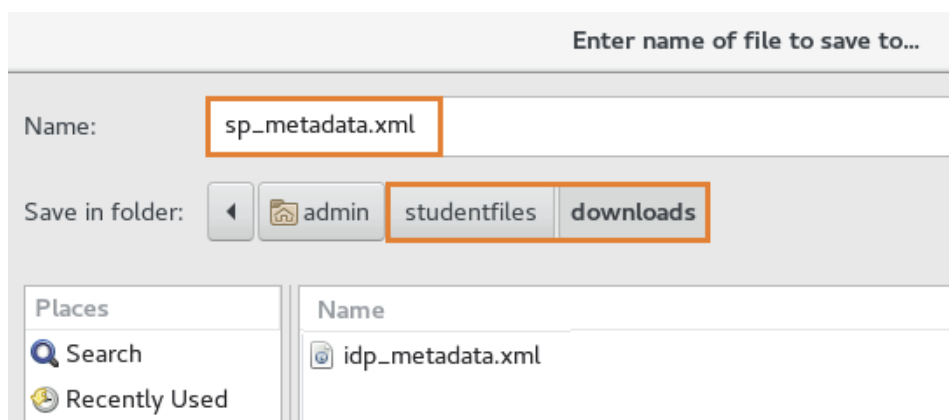 Enter name of file to save to...
Name: sp_metadata.xml
Save in folder: admin studentfiles downloads
Places Name
Search idp_metadata.xml
Recently Used